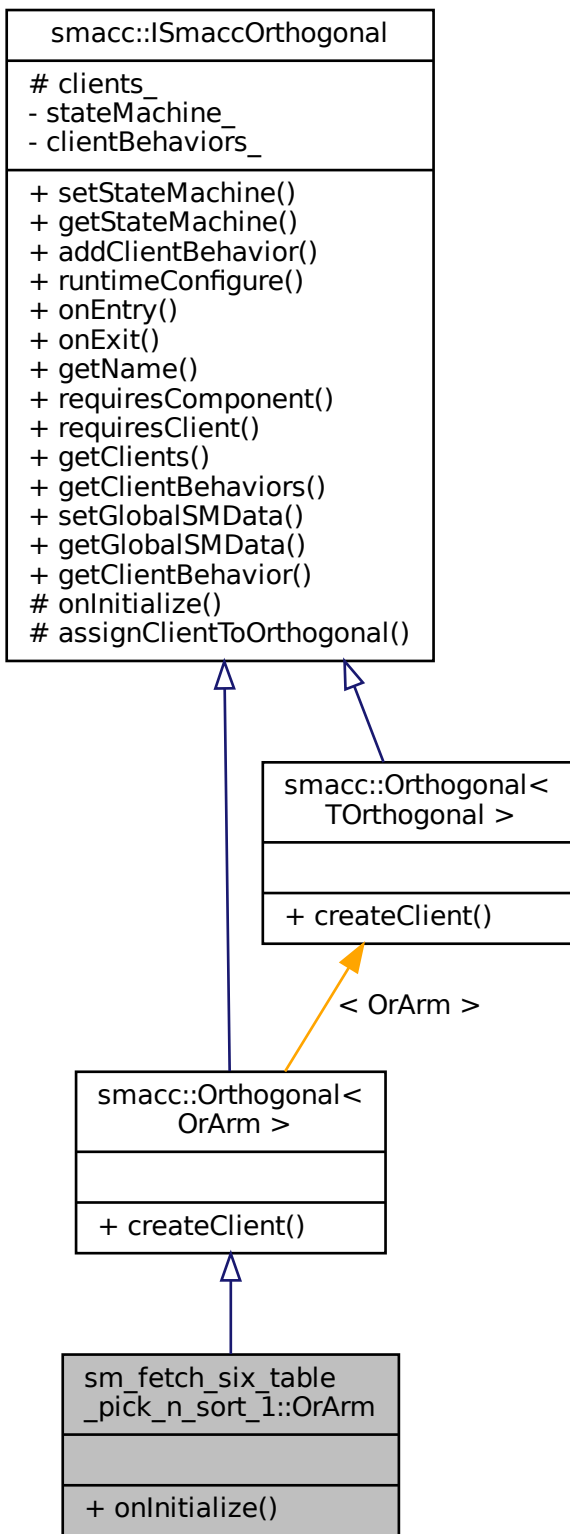 smacc::ISmaccOrthogonal
# clients_
- stateMachine_
- clientBehaviors_
+ setStateMachine()
+ getStateMachine()
+ addClientBehavior()
+ runtimeConfigure()
+ onEntry()
+ onExit()
+ getName()
+ requiresComponent()
+ requiresClient()
+ getClients()
+ getClientBehaviors()
+ setGlobalSMData()
+ getGlobalSMData()
+ getClientBehavior()
# onInitialize()
# assignClientToOrthogonal()
smacc::Orthogonal<
TOrthogonal >
+ createClient()
< OrArm >
smacc::Orthogonal<
OrArm >
+ createClient()
sm_fetch_six_table
_pick_n_sort_1::OrArm
+ onInitialize()